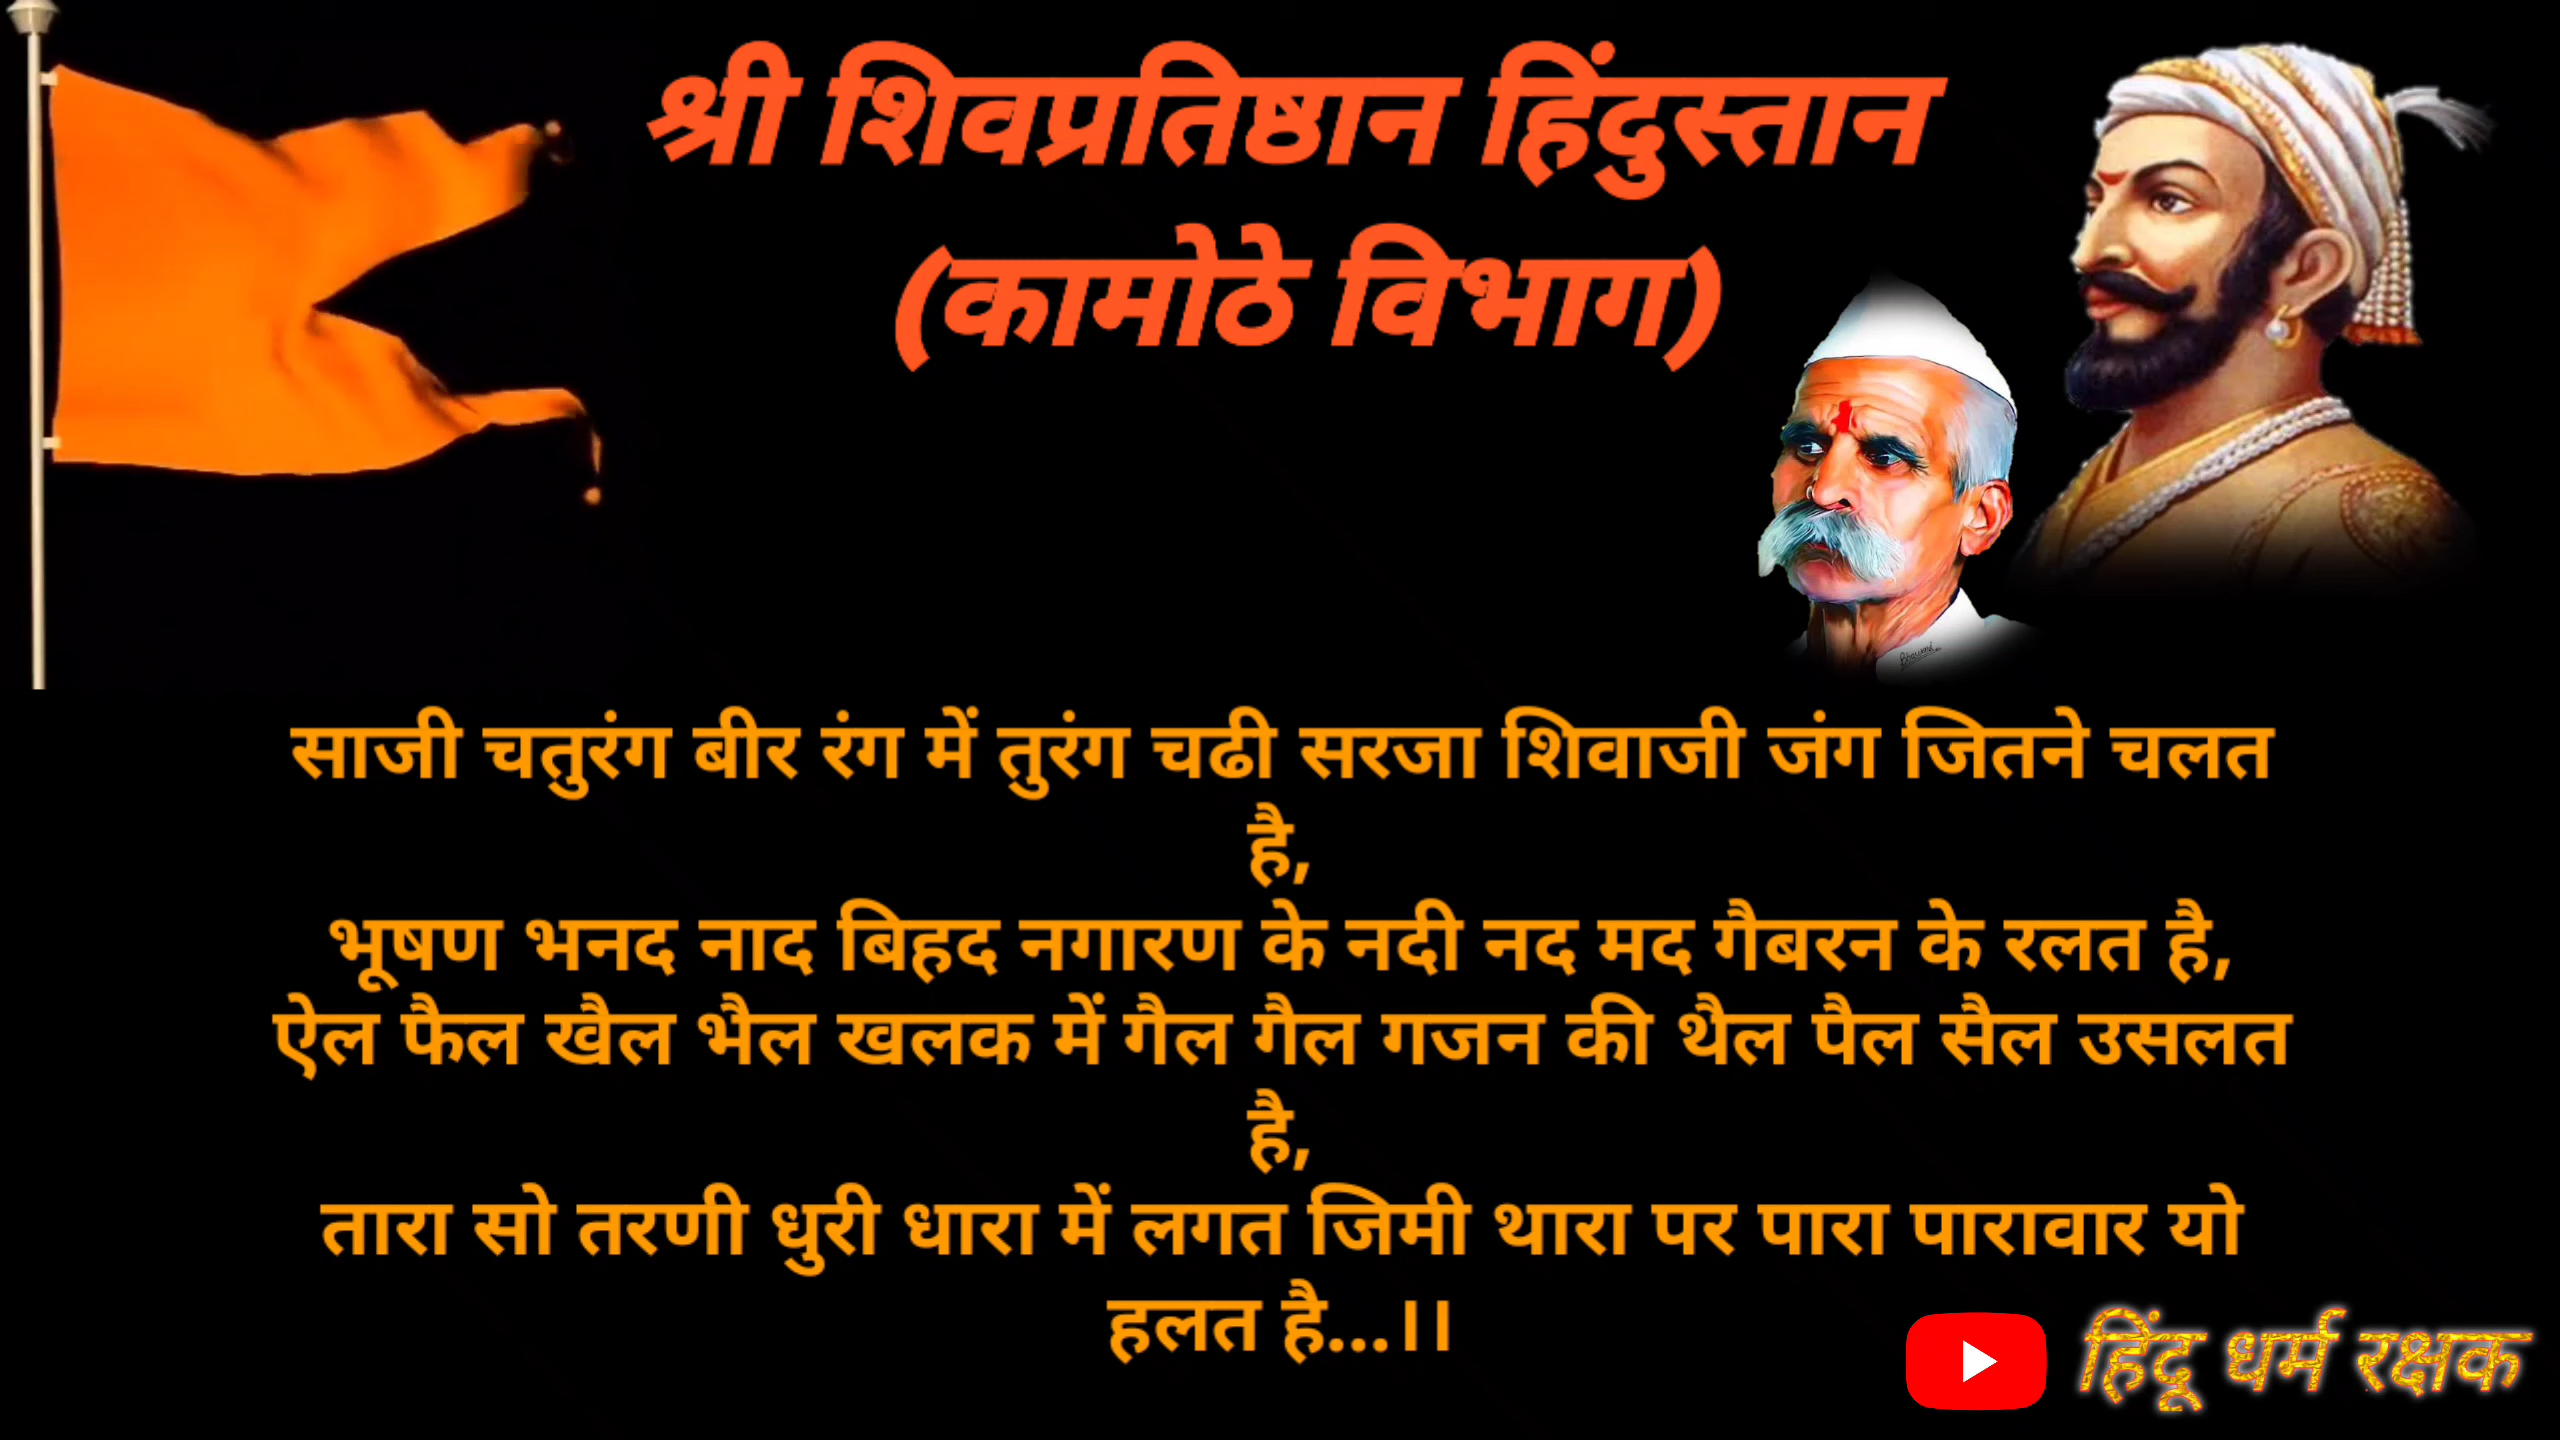 श्री शिवप्रतिष्ठान हिंदुस्तान
(कामोठे विभाग)
साजी चतुरंग बीर रंग में तुरंग चढी सरजा शिवाजी जंग जितने चलत
है,
भूषण भनद नाद बिहद नगारण के नदी नद मद गैबरन के रलत है,
ऐल फैल खैल भैल खलक में गैल गैल गजन की थैल पैल सैल उसलत
है,
तारा सो तरणी धुरी धारा में लगत जिमी थारा पर पारा पारावार यो
हलत है...।।
हिंदू धर्म रक्षक